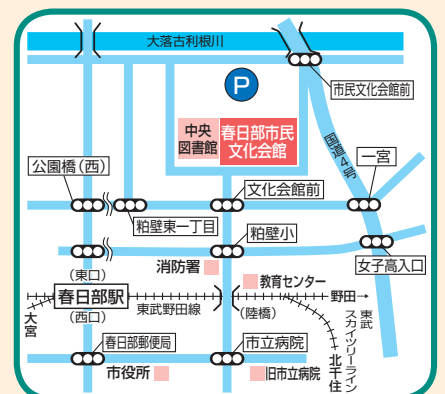 大落古利根川
P
市民文化会館前
国道4号
中央
図書館
春日部市民
文化会館
公園橋(西)
文化会館前
一宮
粕壁東一丁目
粕壁小
女子高入口
消防署
教育センター
(東口)
春日部駅
(西口)
大宮
東武野田線
(陸橋)
野田
東武
スカイツリーライン
北千住
春日部郵便局
市立病院
市役所
旧市立病院